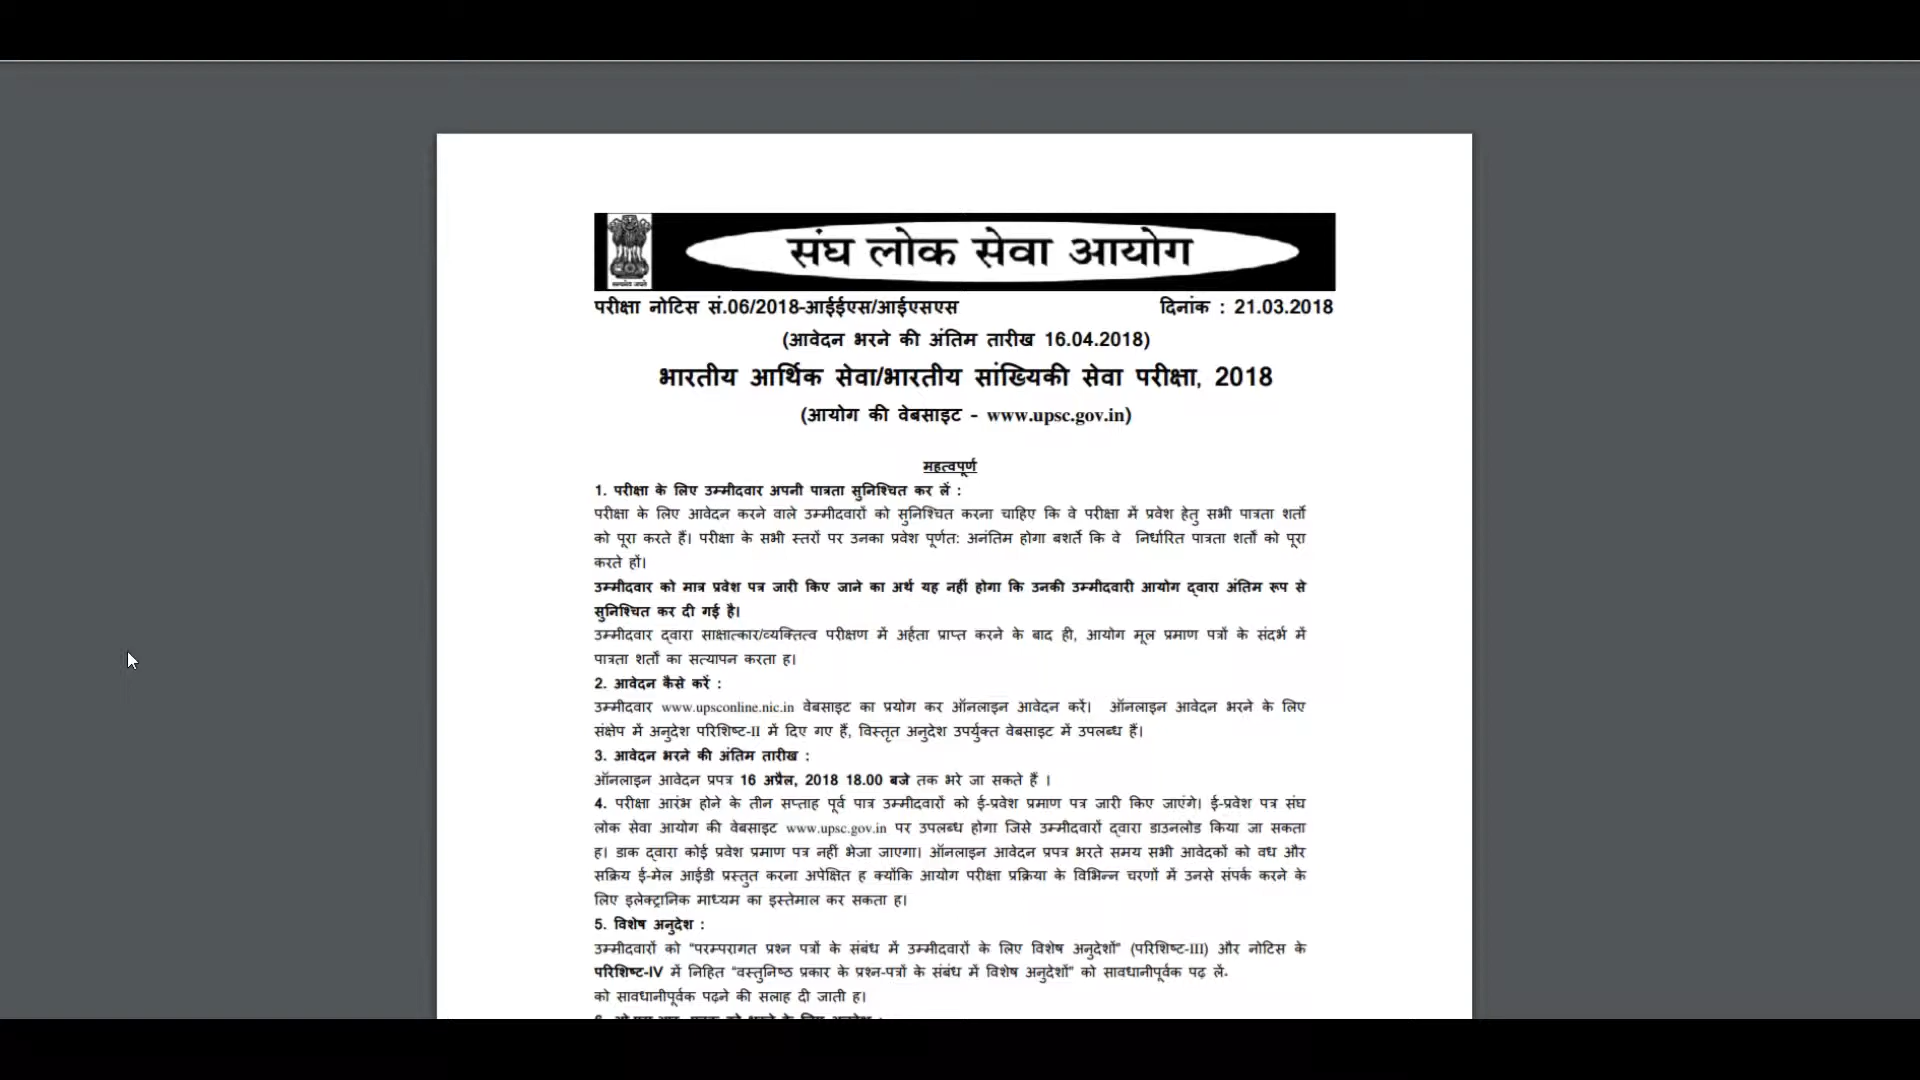 संघ लोक सेवा आयोग
परीक्षा नोटिस सं.06/2018-आईईएस/आईएसएस दिनांक : 21.03.2018
(आवेदन भरने की अंतिम तारीख 16.04.2018)
भारतीय आर्थिक सेवा/भारतीय सांख्यिकी सेवा परीक्षा, 2018
(आयोग की वेबसाइट - www.upsc.gov.in)
महत्वपूर्ण
1. परीक्षा के लिए उम्मीदवार अपनी पात्रता सुनिश्चित कर लें :
परीक्षा के लिए आवेदन करने वाले उम्मीदवारों को सुनिश्चित करना चाहिए कि वे परीक्षा में प्रवेश हेतु सभी पात्रता शर्तों
को पूरा करते हैं। परीक्षा के सभी स्तरों पर उनका प्रवेश पूर्णत: अनंतिम होगा बशर्ते कि वे निर्धारित पात्रता शर्तों को पूरा
करते हों।
उम्मीदवार को मात्र प्रवेश पत्र जारी किए जाने का अर्थ यह नहीं होगा कि उनकी उम्मीदवारी आयोग द्वारा अंतिम रूप से
सुनिश्चित कर दी गई है।
उम्मीदवार द्वारा साक्षात्कार/व्यक्तित्व परीक्षण में अर्हता प्राप्त करने के बाद ही, आयोग मूल प्रमाण पत्रों के संदर्भ में
पात्रता शर्तों का सत्यापन करता ह।
2. आवेदन कैसे करें :
उम्मीदवार www.upsconline.nic.in वेबसाइट का प्रयोग कर ऑनलाइन आवेदन करें। ऑनलाइन आवेदन भरने के लिए
संक्षेप में अनुदेश परिशिष्ट-II में दिए गए हैं, विस्तृत अनुदेश उपर्युक्त वेबसाइट में उपलब्ध हैं।
3. आवेदन भरने की अंतिम तारीख :
ऑनलाइन आवेदन प्रपत्र 16 अप्रैल, 2018 18.00 बजे तक भरे जा सकते हैं ।
4. परीक्षा आरंभ होने के तीन सप्ताह पूर्व पात्र उम्मीदवारों को ई-प्रवेश प्रमाण पत्र जारी किए जाएंगे। ई-प्रवेश पत्र संघ
लोक सेवा आयोग की वेबसाइट www.upsc.gov.in पर उपलब्ध होगा जिसे उम्मीदवारों द्वारा डाउनलोड किया जा सकता
ह। डाक द्वारा कोई प्रवेश प्रमाण पत्र नहीं भेजा जाएगा। ऑनलाइन आवेदन प्रपत्र भरते समय सभी आवेदकों को वध और
सक्रिय ई-मेल आईडी प्रस्तुत करना अपेक्षित ह क्योंकि आयोग परीक्षा प्रक्रिया के विभिन्न चरणों में उनसे संपर्क करने के
लिए इलेक्ट्रानिक माध्यम का इस्तेमाल कर सकता ह।
5. विशेष अनुदेश :
उम्मीदवारों को “परम्परागत प्रश्न पत्रों के संबंध में उम्मीदवारों के लिए विशेष अनुदेशों” (परिशिष्ट-III) और नोटिस के
परिशिष्ट-IV में निहित “वस्तुनिष्ठ प्रकार के प्रश्न-पत्रों के संबंध में विशेष अनुदेशों” को सावधानीपूर्वक पढ़ लें.
को सावधानीपूर्वक पढ़ने की सलाह दी जाती ह।